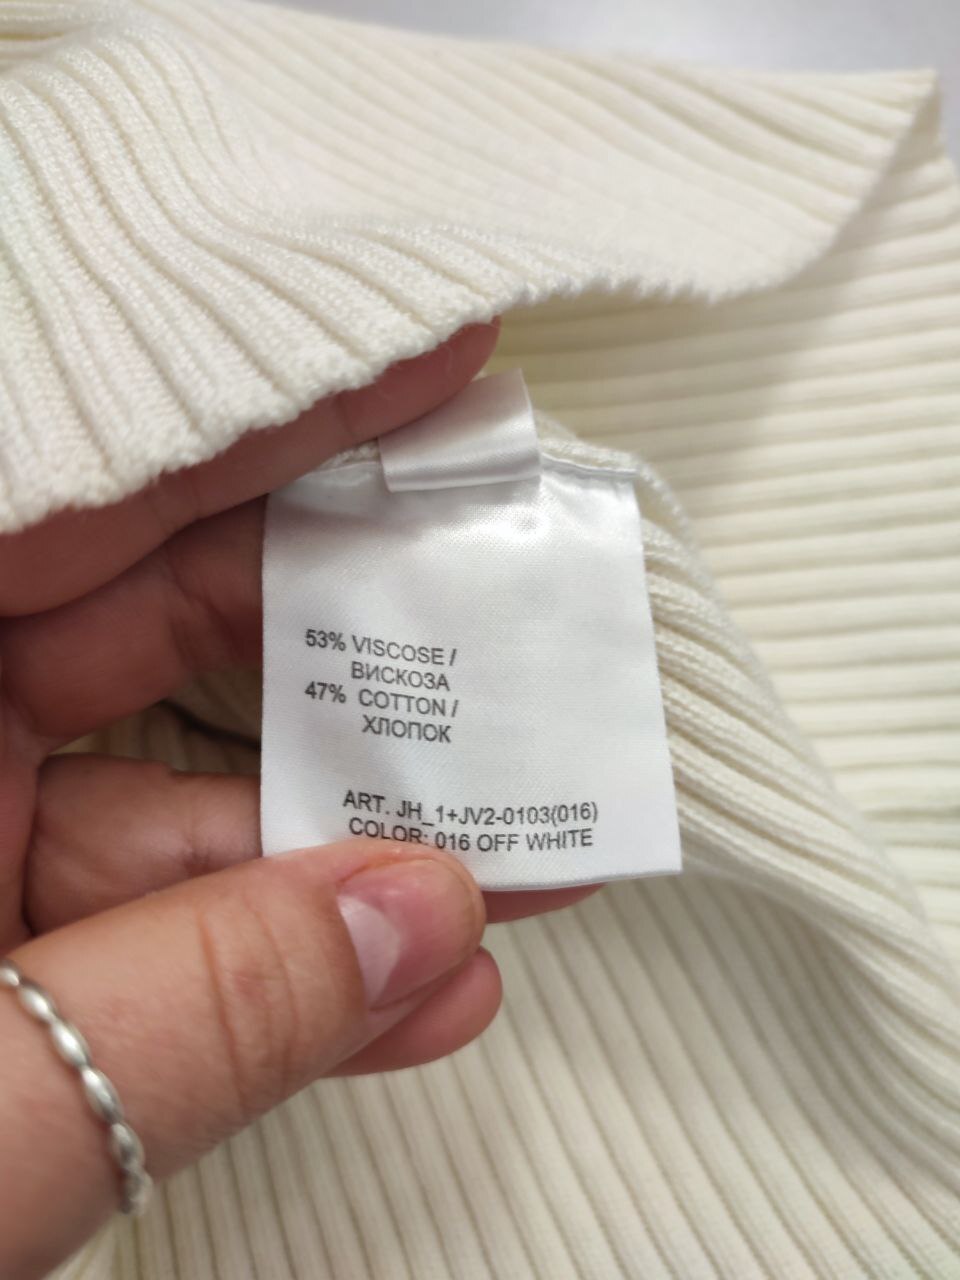 53% VISCOSE /
ВИСКОЗА
47% COTTON /
ХЛОПОК
ART. JH_1+JV2-0103(016)
COLOR: 016 OFF WHITE